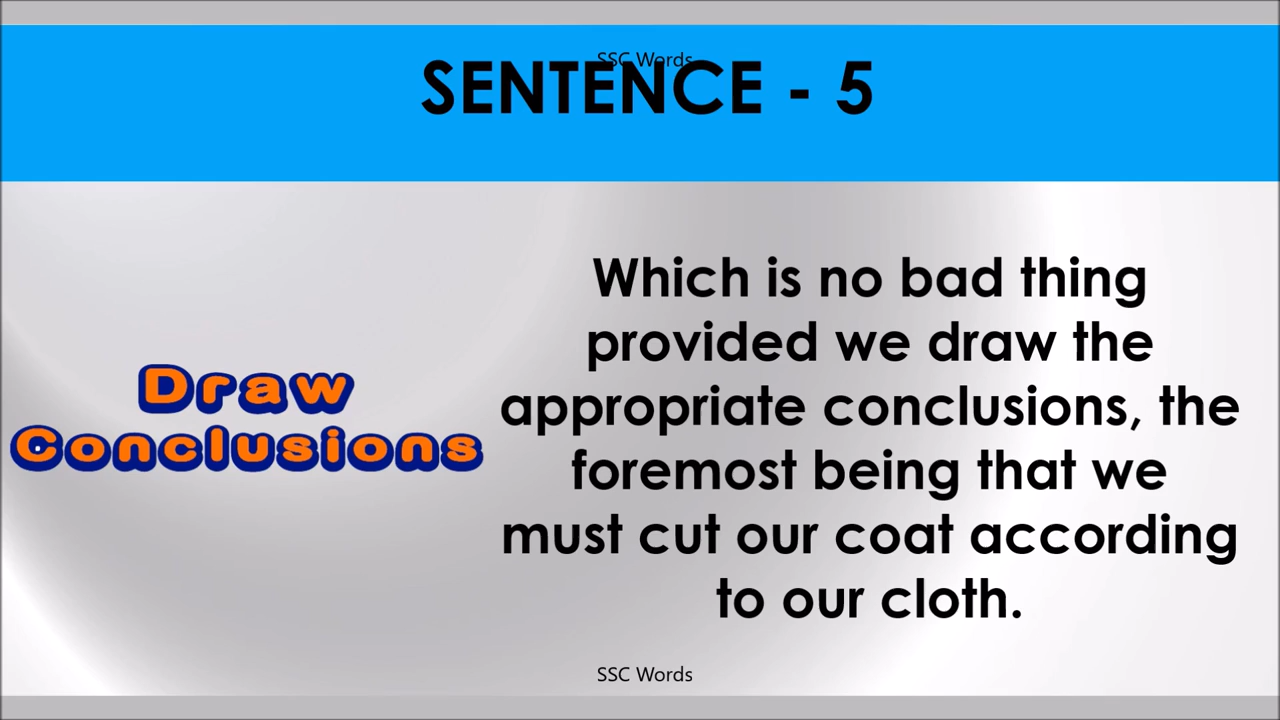 SSC Words
SENTENCE - 5
Draw
Conclusions
Which is no bad thing
provided we draw the
appropriate conclusions, the
foremost being that we
must cut our coat according
to our cloth.
SSC Words